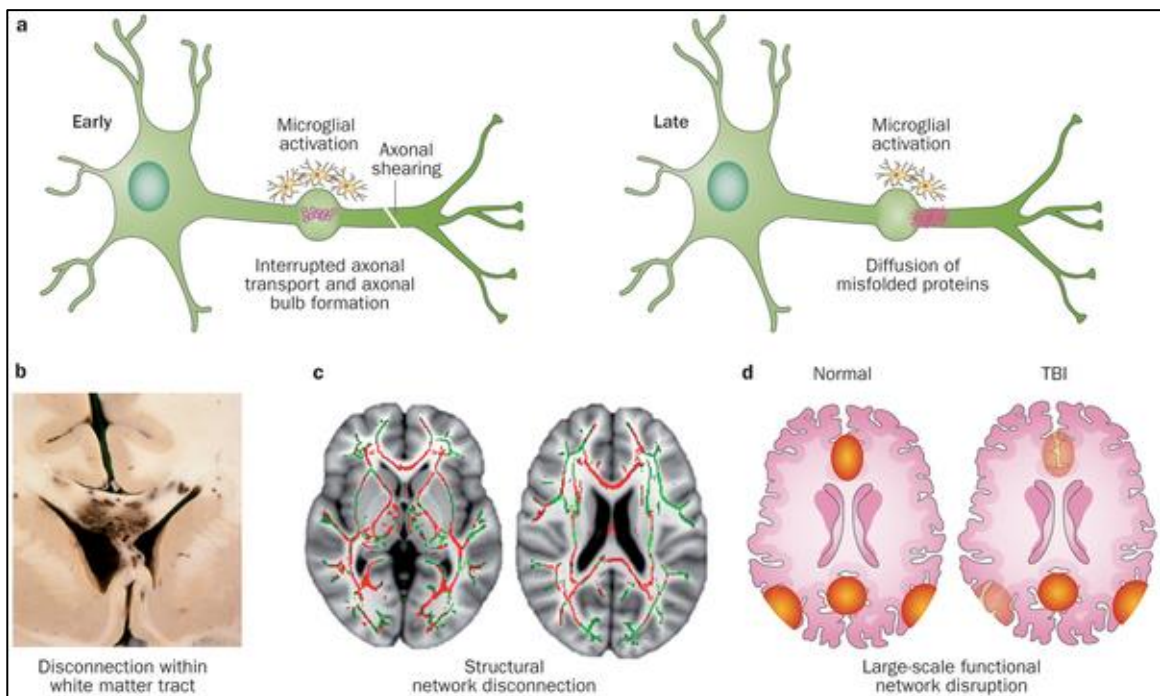 a
Early
Microglial
activation
Axonal
shearing
Interrupted axonal
transport and axonal
bulb formation
Late
Microglial
activation
Diffusion of
misfolded proteins
b
Disconnection within
white matter tract
c
Structural
network disconnection
d
Normal
TBI
Large-scale functional
network disruption